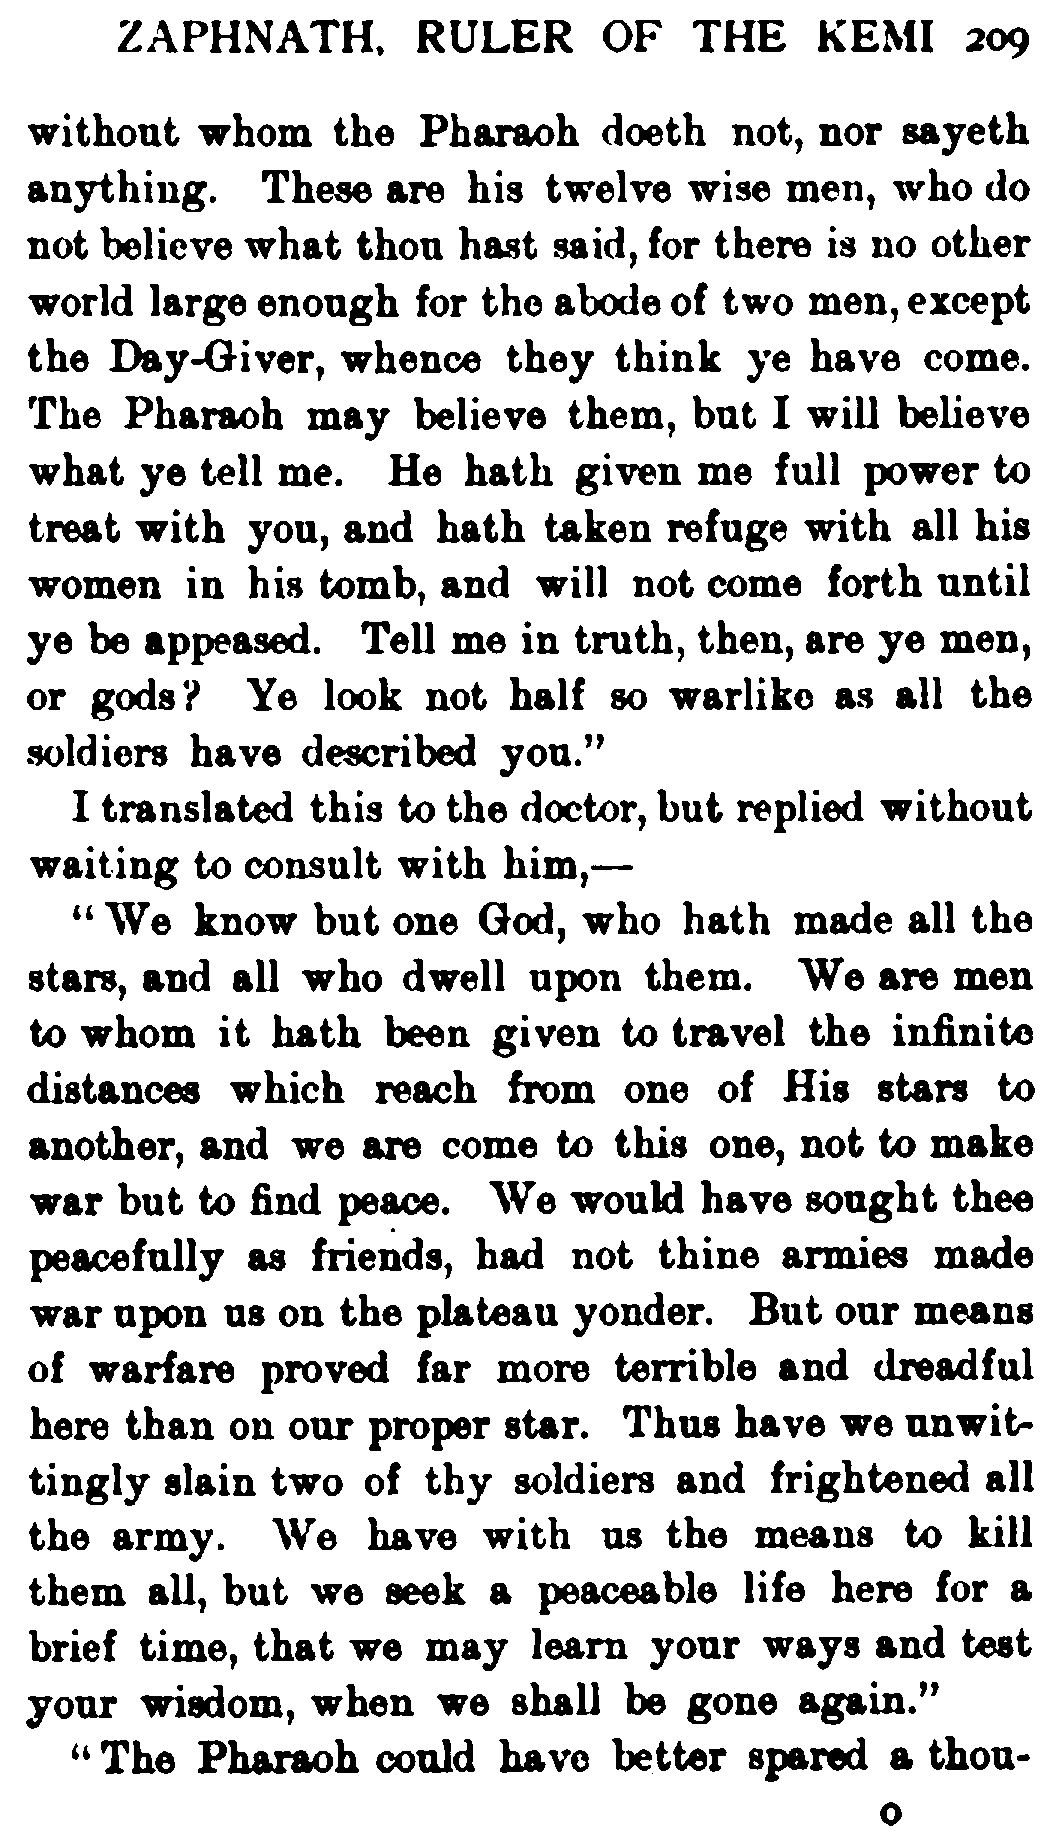 ZAPHNATH, RULER OF THE KEMI 209
without whom the Pharaoh doeth not, nor sayeth
anything. These are his twelve wise men, who do
not believe what thou hast said, for there is no other
world large enough for the abode of two men, except
the Day-Giver, whence they think ye have come.
The Pharaoh may believe them, but I will believe
what ye tell me. He hath given me full power to
treat with you, and hath taken refuge with all his
women in his tomb, and will not come forth until
ye be appeased. Tell me in truth, then, are ye men,
or gods? Ye look not half so warlike as all the
soldiers have described you."
I translated this to the doctor, but replied without
waiting to consult with him,—
"We know but one God, who hath made all the
stars, and all who dwell upon them. We are men
to whom it hath been given to travel the infinite
distances which reach from one of His stars to
another, and we are come to this one, not to make
war but to find peace. We would have sought thee
peacefully as friends, had not thine armies made
war upon us on the plateau yonder. But our means
of warfare proved far more terrible and dreadful
here than on our proper star. Thus have we unwit-
tingly slain two of thy soldiers and frightened all
the army. We have with us the means to kill
them all, but we seek a peaceable life here for a
brief time, that we may learn your ways and test
your wisdom, when we shall be gone again."
"The Pharaoh could have better spared a thou-
O